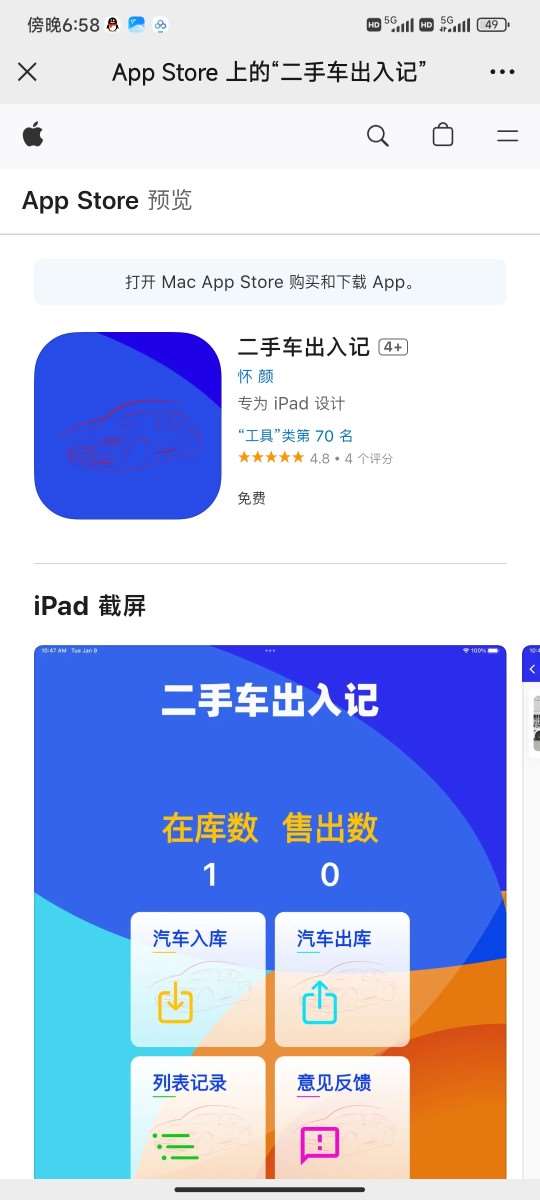 傍晚6:58
HD 5G HD 5G 49
App Store 上的“二手车出入记”
App Store 预览
打开 Mac App Store 购买和下载 App。
二手车出入记 4+
怀 颜
专为 iPad 设计
“工具”类第 70 名
★★★★★ 4.8 • 4 个评分
免费
iPad 截屏
10:47 AM Tue Jan 9
100%
二手车出入记
在库数 售出数
1 0
汽车入库 汽车出库
列表记录 意见反馈